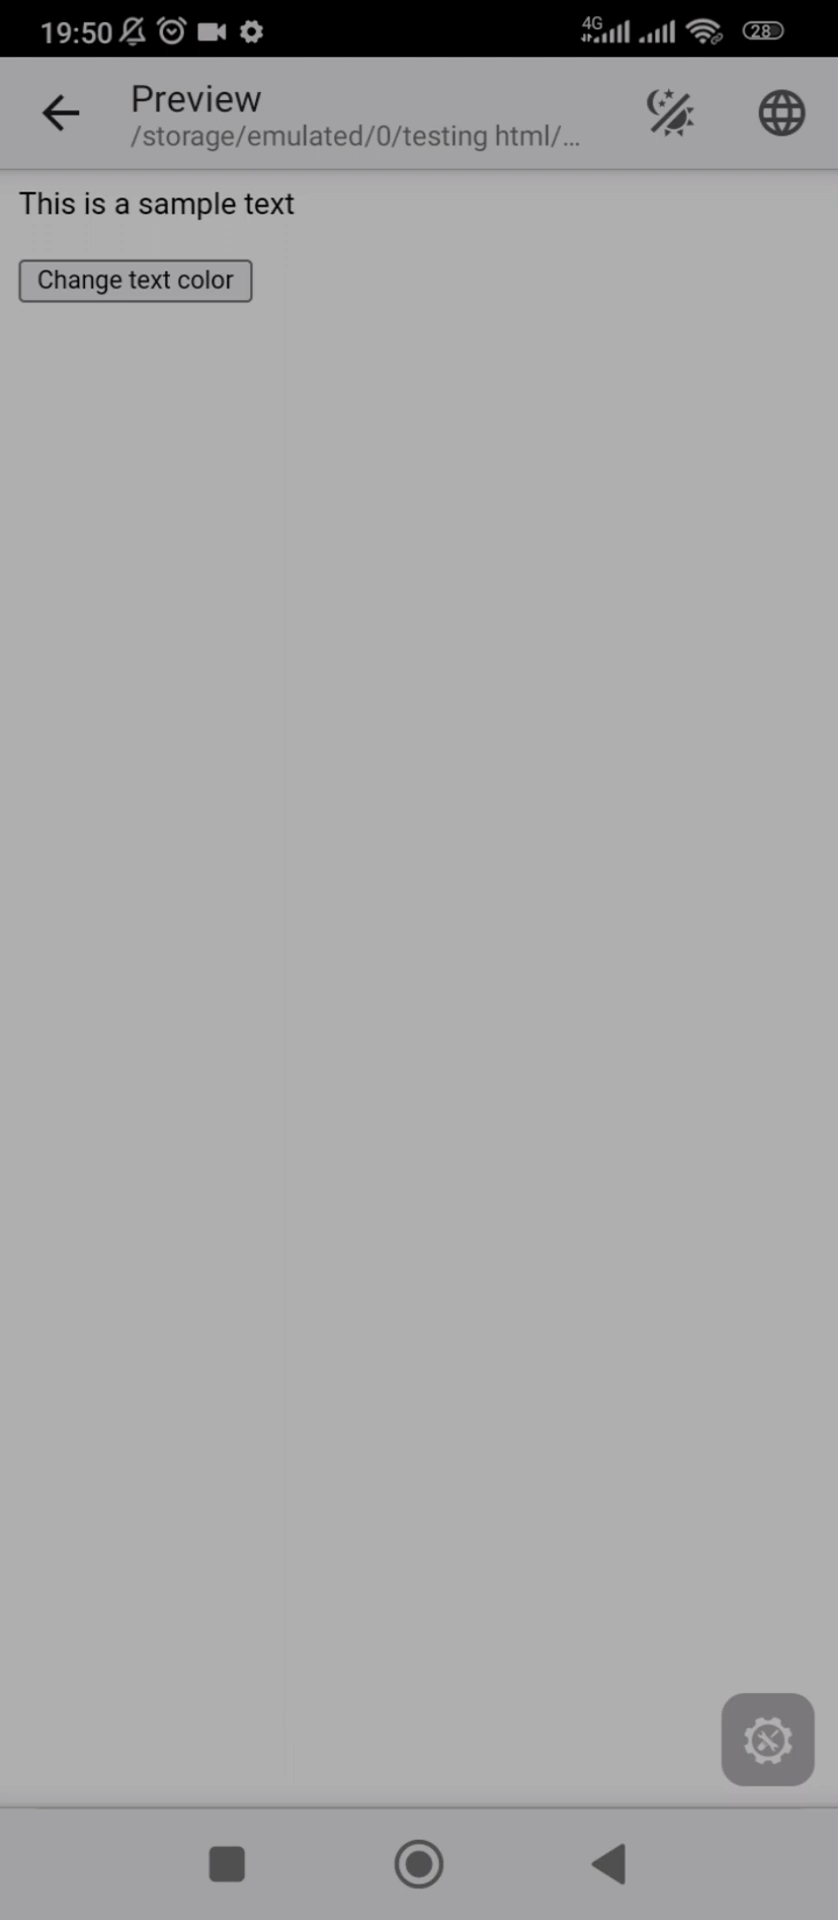 19:50 4G 28
Preview
/storage/emulated/0/testing html/...
This is a sample text
Change text color